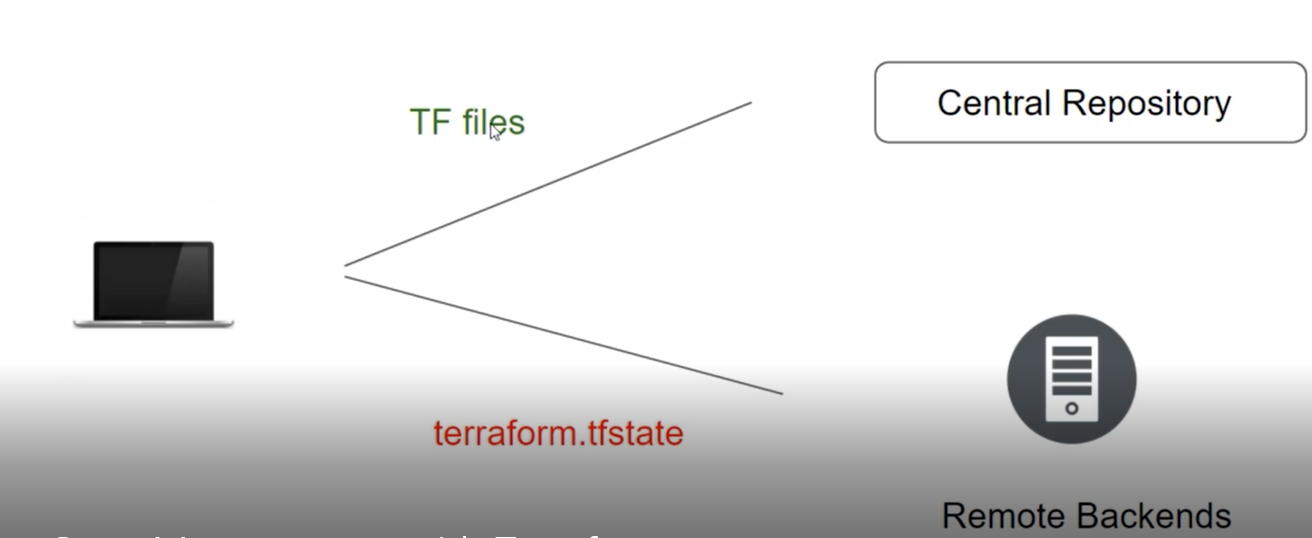 TF files
Central Repository
terraform.tfstate
Remote Backends